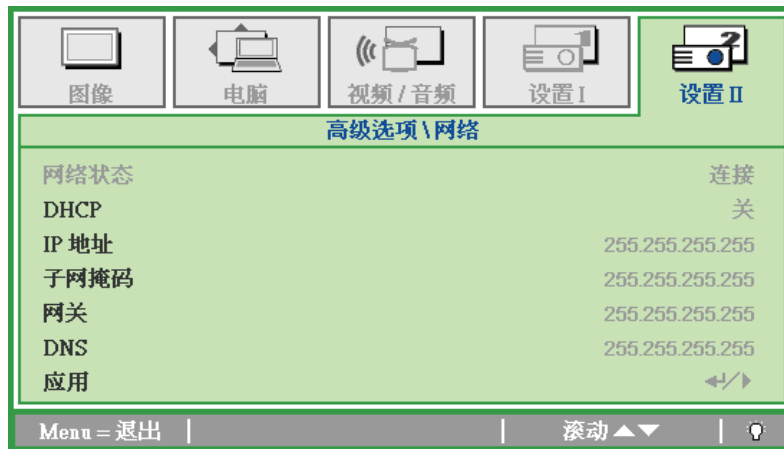 图像 电脑 视频 / 音频 设置 I 设置 II
高级选项 \ 网络
网络状态 连接
DHCP 关
IP 地址 255.255.255.255
子网掩码 255.255.255.255
网关 255.255.255.255
DNS 255.255.255.255
应用
Menu = 退出 滚动▲▼